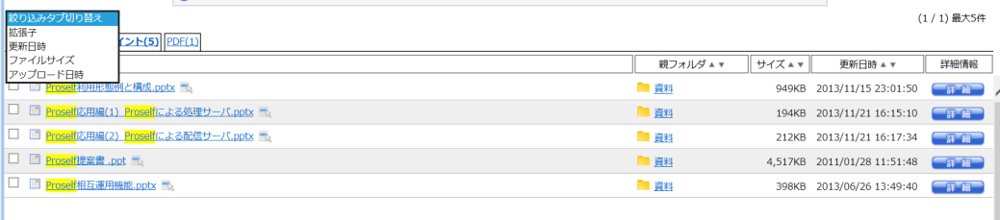 絞り込みタブ切り替え
(1 / 1) 最大5件
拡張子
更新日時
イント(5) PDF(1)
ファイルサイズ
アップロード日時
親フォルダ▲▼ サイズ▲▼ 更新日時▲▼ 詳細情報
Proself利用形態例と構成.pptx 資料 949KB 2013/11/15 23:01:50 詳 細
Proself応用編(1)_Proselfによる処理サーバ.pptx 資料 194KB 2013/11/21 16:15:10 詳 細
Proself応用編(2)_Proselfによる配信サーバ.pptx 資料 212KB 2013/11/21 16:17:34 詳 細
Proself提案書_.ppt 資料 4,517KB 2011/01/28 11:51:48 詳 細
Proself相互運用機能.pptx 資料 398KB 2013/06/26 13:49:40 詳 細